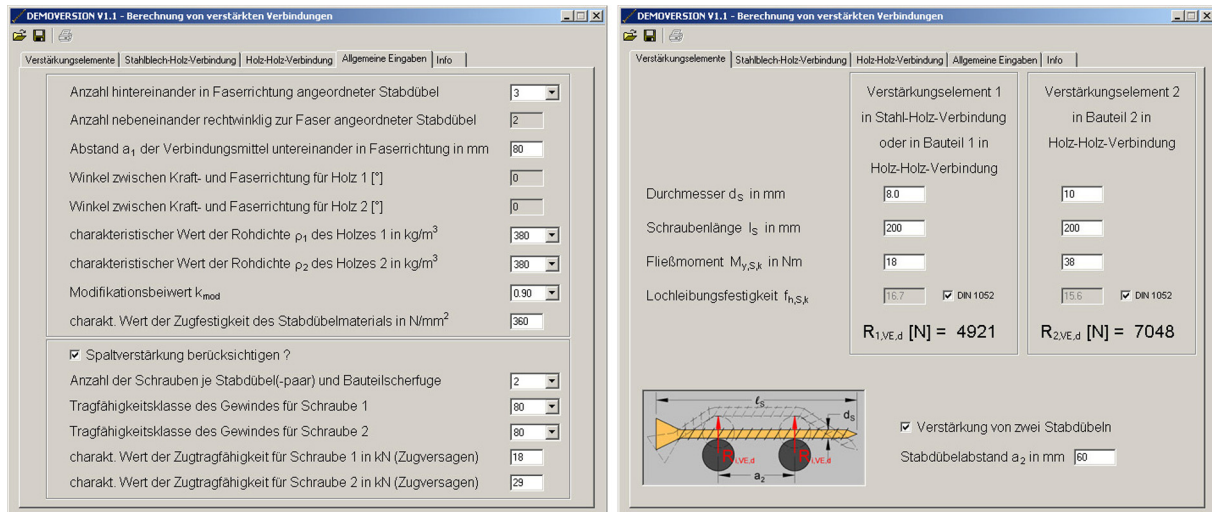 DEMOVERSION V1.1 - Berechnung von verstärkten Verbindungen
Verstärkungselemente | Stahlblech-Holz-Verbindung | Holz-Holz-Verbindung | Allgemeine Eingaben | Info
Anzahl hintereinander in Faserrichtung angeordneter Stabdübel 3
Anzahl nebeneinander rechtwinklig zur Faser angeordneter Stabdübel 2
Abstand a₁ der Verbindungsmittel untereinander in Faserrichtung in mm 80
Winkel zwischen Kraft- und Faserrichtung für Holz 1 [°] 0
Winkel zwischen Kraft- und Faserrichtung für Holz 2 [°] 0
charakteristischer Wert der Rohdichte ρ₁ des Holzes 1 in kg/m³ 380
charakteristischer Wert der Rohdichte ρ₂ des Holzes 2 in kg/m³ 380
Modifikationsbeiwert kmod 0.90
charakt. Wert der Zugfestigkeit des Stabdübelmaterials in N/mm² 360
Spaltverstärkung berücksichtigen ?
Anzahl der Schrauben je Stabdübel(-paar) und Bauteilscherfuge 2
Tragfähigkeitsklasse des Gewindes für Schraube 1 80
Tragfähigkeitsklasse des Gewindes für Schraube 2 80
charakt. Wert der Zugtragfähigkeit für Schraube 1 in kN (Zugversagen) 18
charakt. Wert der Zugtragfähigkeit für Schraube 2 in kN (Zugversagen) 29
DEMOVERSION V1.1 - Berechnung von verstärkten Verbindungen
Verstärkungselemente | Stahlblech-Holz-Verbindung | Holz-Holz-Verbindung | Allgemeine Eingaben | Info
Verstärkungselement 1
in Stahl-Holz-Verbindung
oder in Bauteil 1 in
Holz-Holz-Verbindung
Verstärkungselement 2
in Bauteil 2 in
Holz-Holz-Verbindung
Durchmesser dS in mm 8.0 10
Schraubenlänge lS in mm 200 200
Fließmoment My,S,k in Nm 18 38
Lochleibungsfestigkeit fh,S,k 16.7 DIN 1052 15.6 DIN 1052
R1,VE,d [N] = 4921 R2,VE,d [N] = 7048
ℓS
dS
Ri,VE,d Ri,VE,d
a₂
Verstärkung von zwei Stabdübeln
Stabdübelabstand a₂ in mm 60